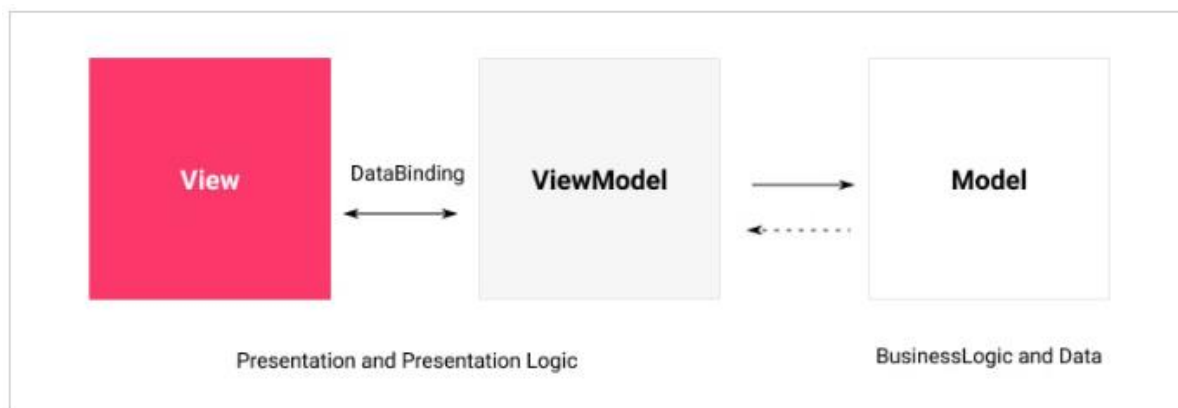 View
DataBinding
ViewModel
Model
Presentation and Presentation Logic
BusinessLogic and Data